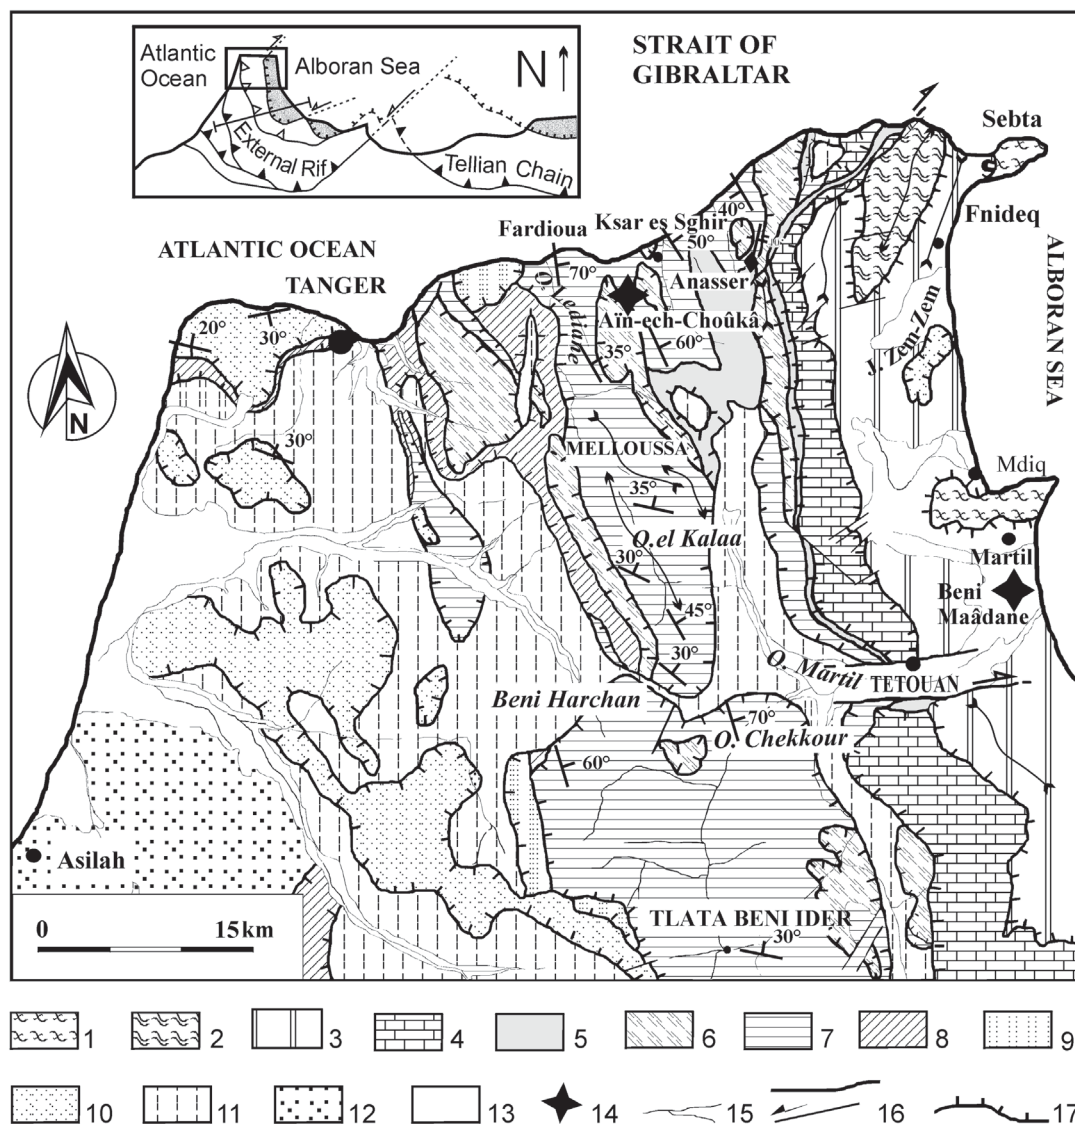 Atlantic
Ocean
Alboran Sea
N
External Rif
Tellian Chain
STRAIT OF
GIBRALTAR
Sebta
Fnideq
ALBORAN SEA
J. Zem-Zem
ATLANTIC OCEAN
TANGER
Fardioua
Ksar es Sghir
40°
50°
70°
Anasser
Aïn-ech-Choûkâ
20°
30°
35°
60°
N
30°
MELLOUSSA
35°
Mdiq
O.el Kalaa
30°
Martil
Beni
Maâdane
45°
30°
O. Martil
TETOUAN
Beni Harchan
70°
O. Chekkour
60°
Asilah
TLATA BENI IDER
30°
0 15km
1 2 3 4 5 6 7 8 9
10 11 12 13 14 15 16 17